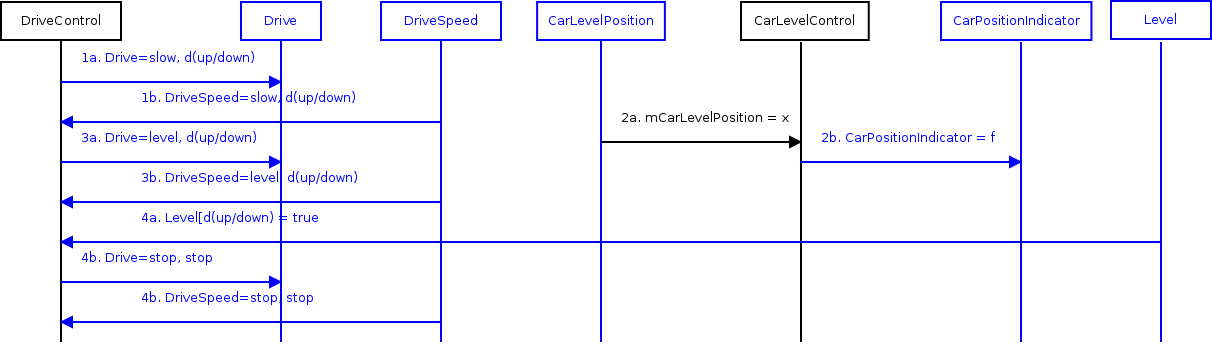 DriveControl
Drive
DriveSpeed
CarLevelPosition
CarLevelControl
CarPositionIndicator
Level
1a. Drive=slow, d(up/down)
1b. DriveSpeed=slow, d(up/down)
2a. mCarLevelPosition = x
3a. Drive=level, d(up/down)
2b. CarPositionIndicator = f
3b. DriveSpeed=level, d(up/down)
4a. Level[d(up/down) = true
4b. Drive=stop, stop
4b. DriveSpeed=stop, stop